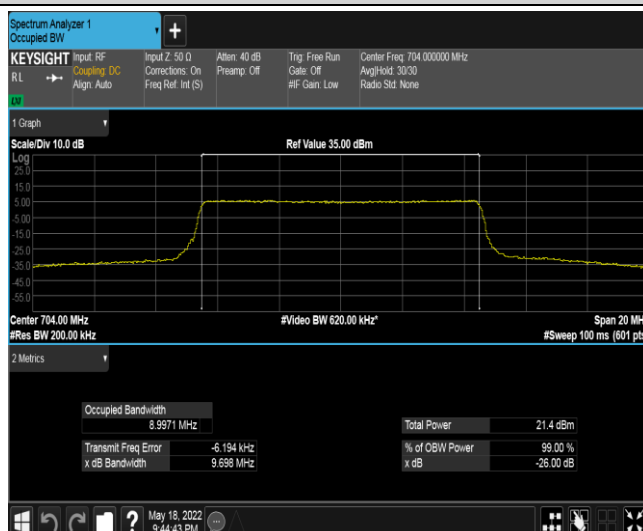 Spectrum Analyzer 1
Occupied BW
KEYSIGHT
RL
Input: RF
Coupling: DC
Align: Auto
Input Z: 50 Ω
Corrections: On
Freq Ref: Int (S)
Atten: 40 dB
Preamp: Off
Trig: Free Run
Gate: Off
#IF Gain: Low
Center Freq: 704.000000 MHz
Avg|Hold: 30/30
Radio Std: None
1 Graph
Scale/Div 10.0 dB
Ref Value 35.00 dBm
Log
25.0
15.0
5.00
-5.00
-15.0
-25.0
-35.0
-45.0
-55.0
Center 704.00 MHz
#Video BW 620.00 kHz*
Span 20 MH
#Res BW 200.00 kHz
#Sweep 100 ms (601 pts
2 Metrics
Occupied Bandwidth
8.9971 MHz
Total Power 21.4 dBm
Transmit Freq Error -6.194 kHz
% of OBW Power 99.00 %
x dB Bandwidth 9.698 MHz
x dB -26.00 dB
?
May 18, 2022
9:44:43 PM